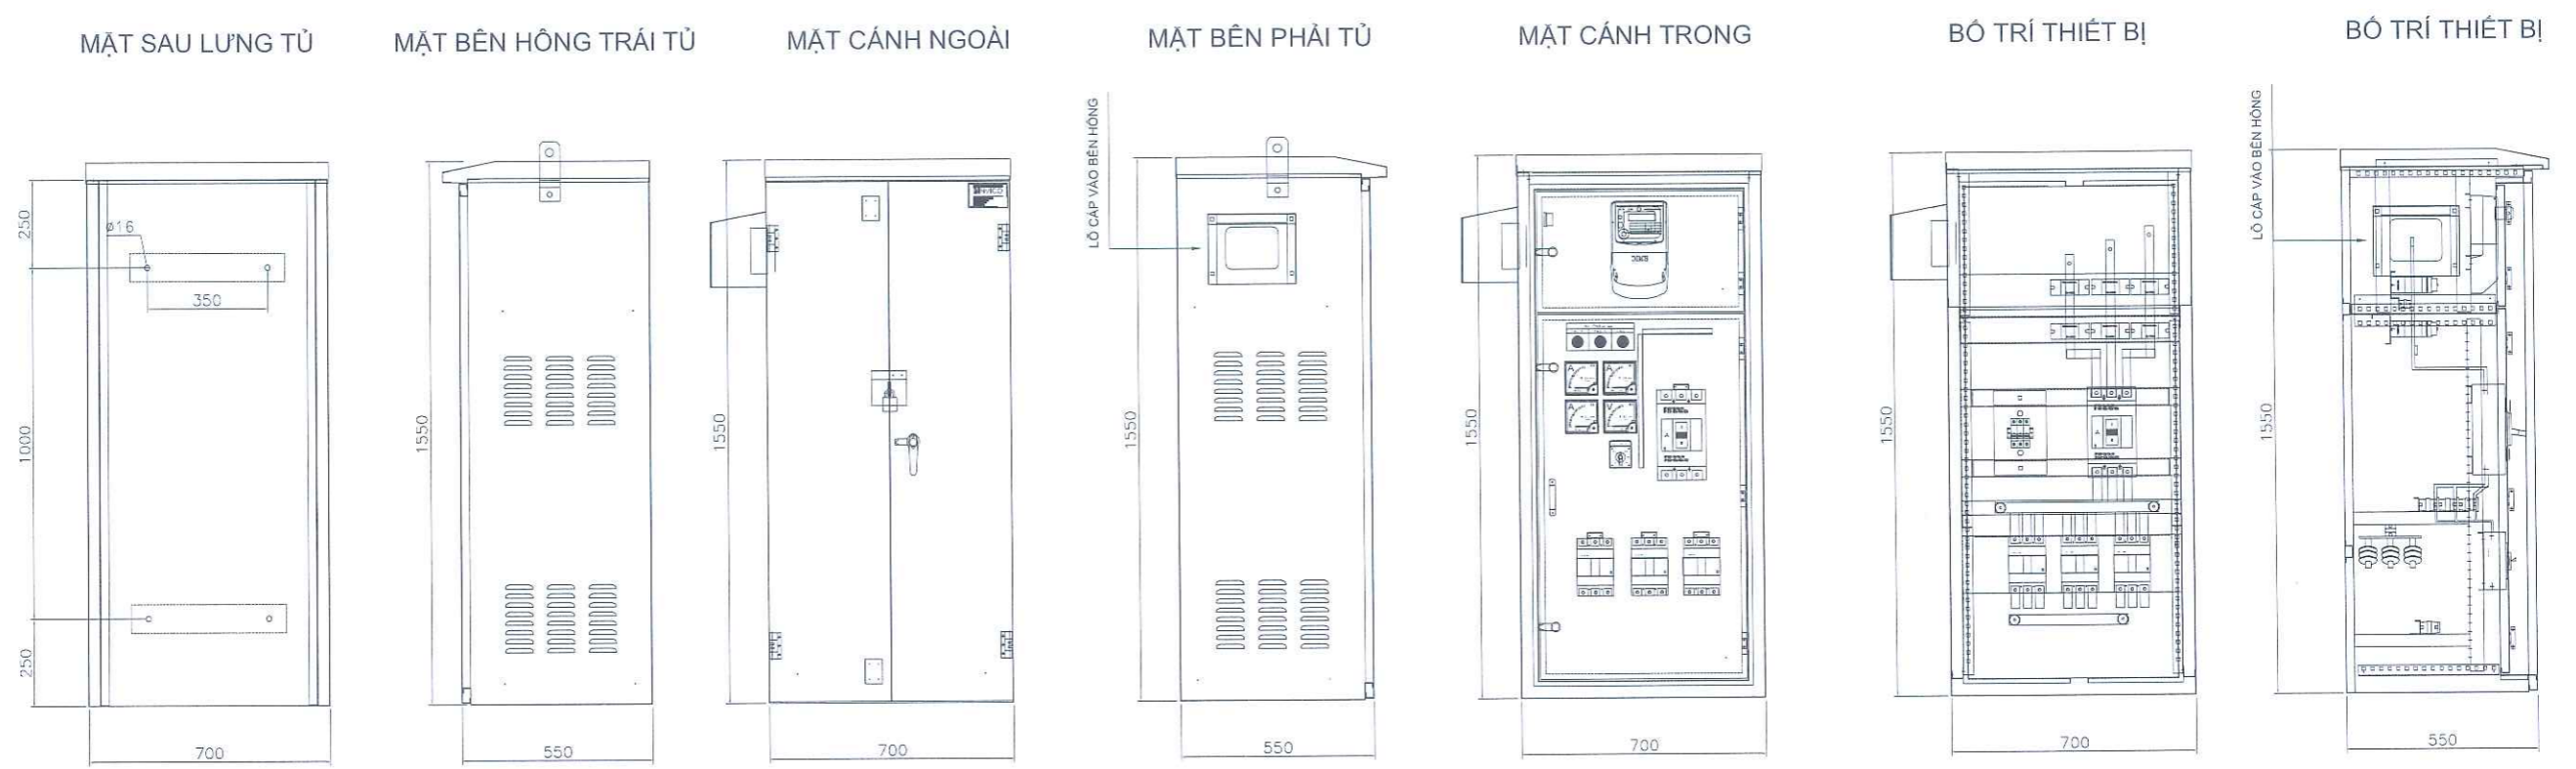 MẶT SAU LƯNG TỦ
MẶT BÊN HÔNG TRÁI TỦ
MẶT CÁNH NGOÀI
MẶT BÊN PHẢI TỦ
MẶT CÁNH TRONG
BỐ TRÍ THIẾT BỊ
BỐ TRÍ THIẾT BỊ
250
Ø16
350
1000
250
700
1550
550
1550
700
LỖ CÁP VÀO BÊN HÔNG
1550
550
EMIC
A
A
A
V
1550
700
1550
700
LỖ CÁP VÀO BÊN HÔNG
1550
550